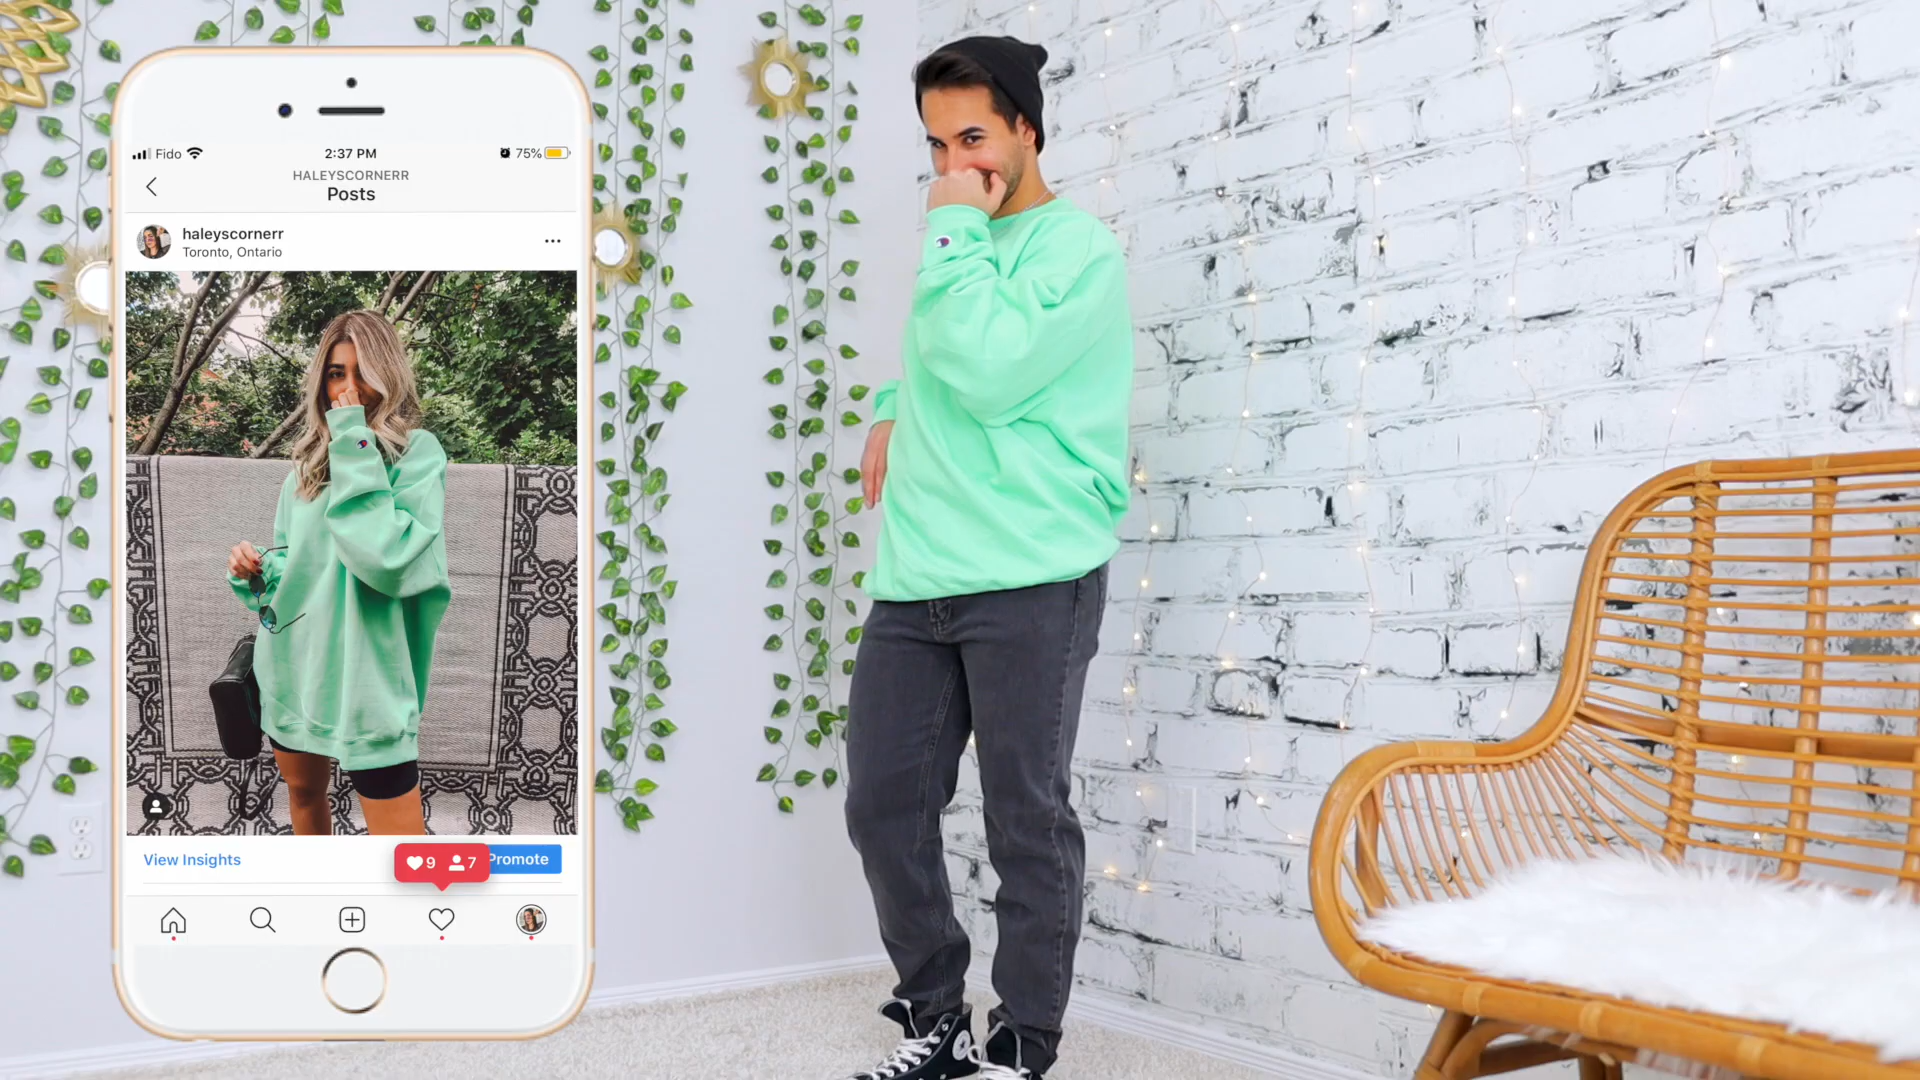 Fido 2:37 PM 75%
HALEYSCORNERR
Posts
haleyscornerr
Toronto, Ontario
View Insights
9 7
Promote